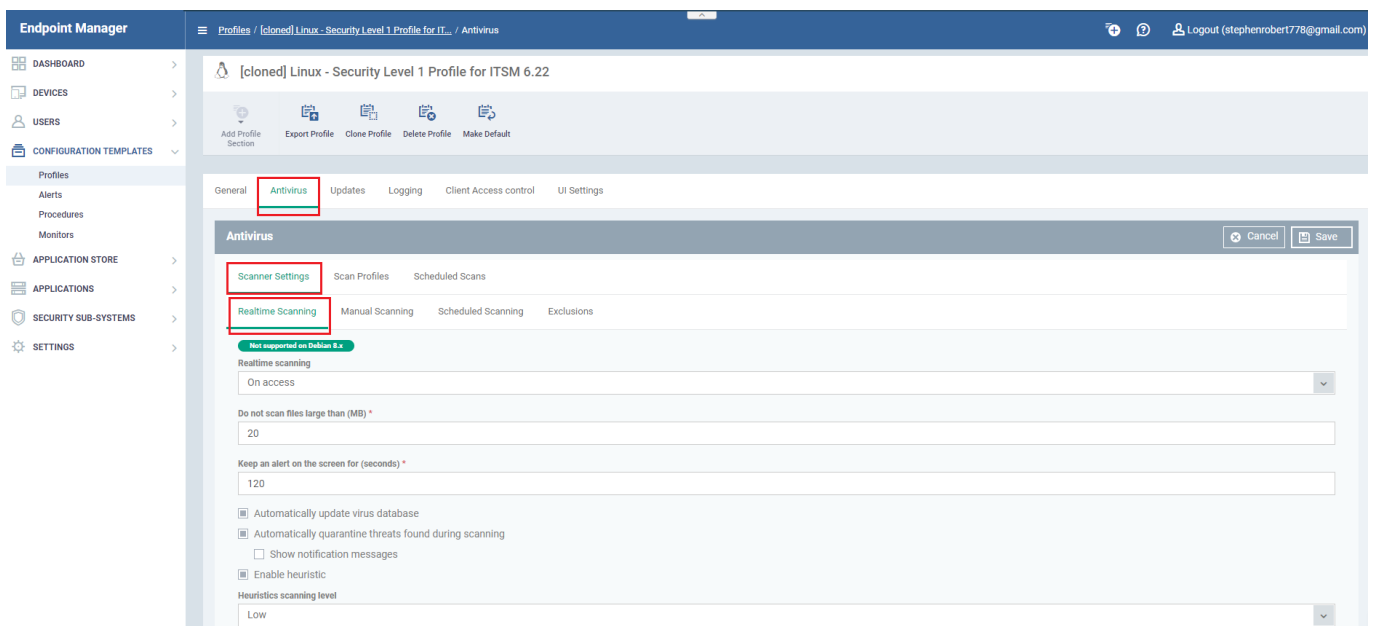 Endpoint Manager
Profiles / [cloned] Linux - Security Level 1 Profile for IT... / Antivirus
Logout (stephenrobert778@gmail.com)
DASHBOARD
DEVICES
USERS
CONFIGURATION TEMPLATES
Profiles
Alerts
Procedures
Monitors
APPLICATION STORE
APPLICATIONS
SECURITY SUB-SYSTEMS
SETTINGS
[cloned] Linux - Security Level 1 Profile for ITSM 6.22
Add Profile Section
Export Profile
Clone Profile
Delete Profile
Make Default
General Antivirus Updates Logging Client Access control UI Settings
Antivirus
Cancel
Save
Scanner Settings Scan Profiles Scheduled Scans
Realtime Scanning Manual Scanning Scheduled Scanning Exclusions
Not supported on Debian 8.x
Realtime scanning
On access
Do not scan files large than (MB) *
20
Keep an alert on the screen for (seconds) *
120
Automatically update virus database
Automatically quarantine threats found during scanning
Show notification messages
Enable heuristic
Heuristics scanning level
Low